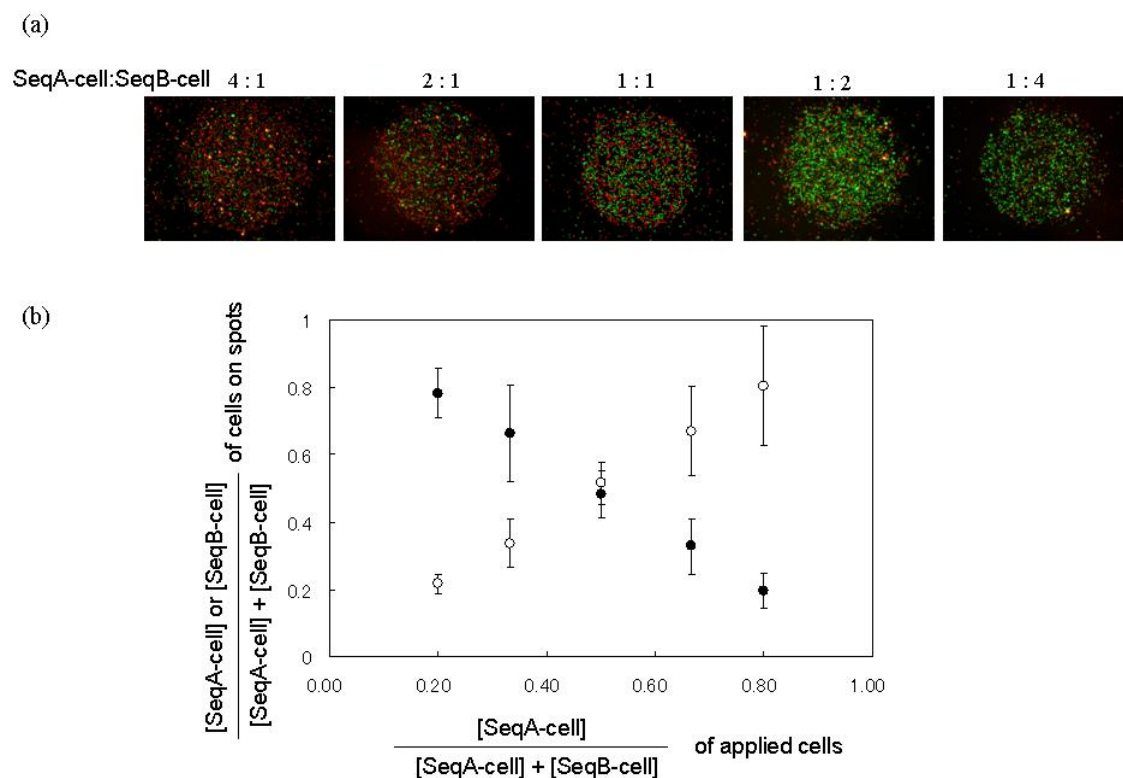 (a)
SeqA-cell:SeqB-cell 4 : 1 2 : 1 1 : 1 1 : 2 1 : 4
(b)
[SeqA-cell] or [SeqB-cell]
[SeqA-cell] + [SeqB-cell]
of cells on spots
1
0.8
0.6
0.4
0.2
0
0.00 0.20 0.40 0.60 0.80 1.00
[SeqA-cell]
[SeqA-cell] + [SeqB-cell]
of applied cells